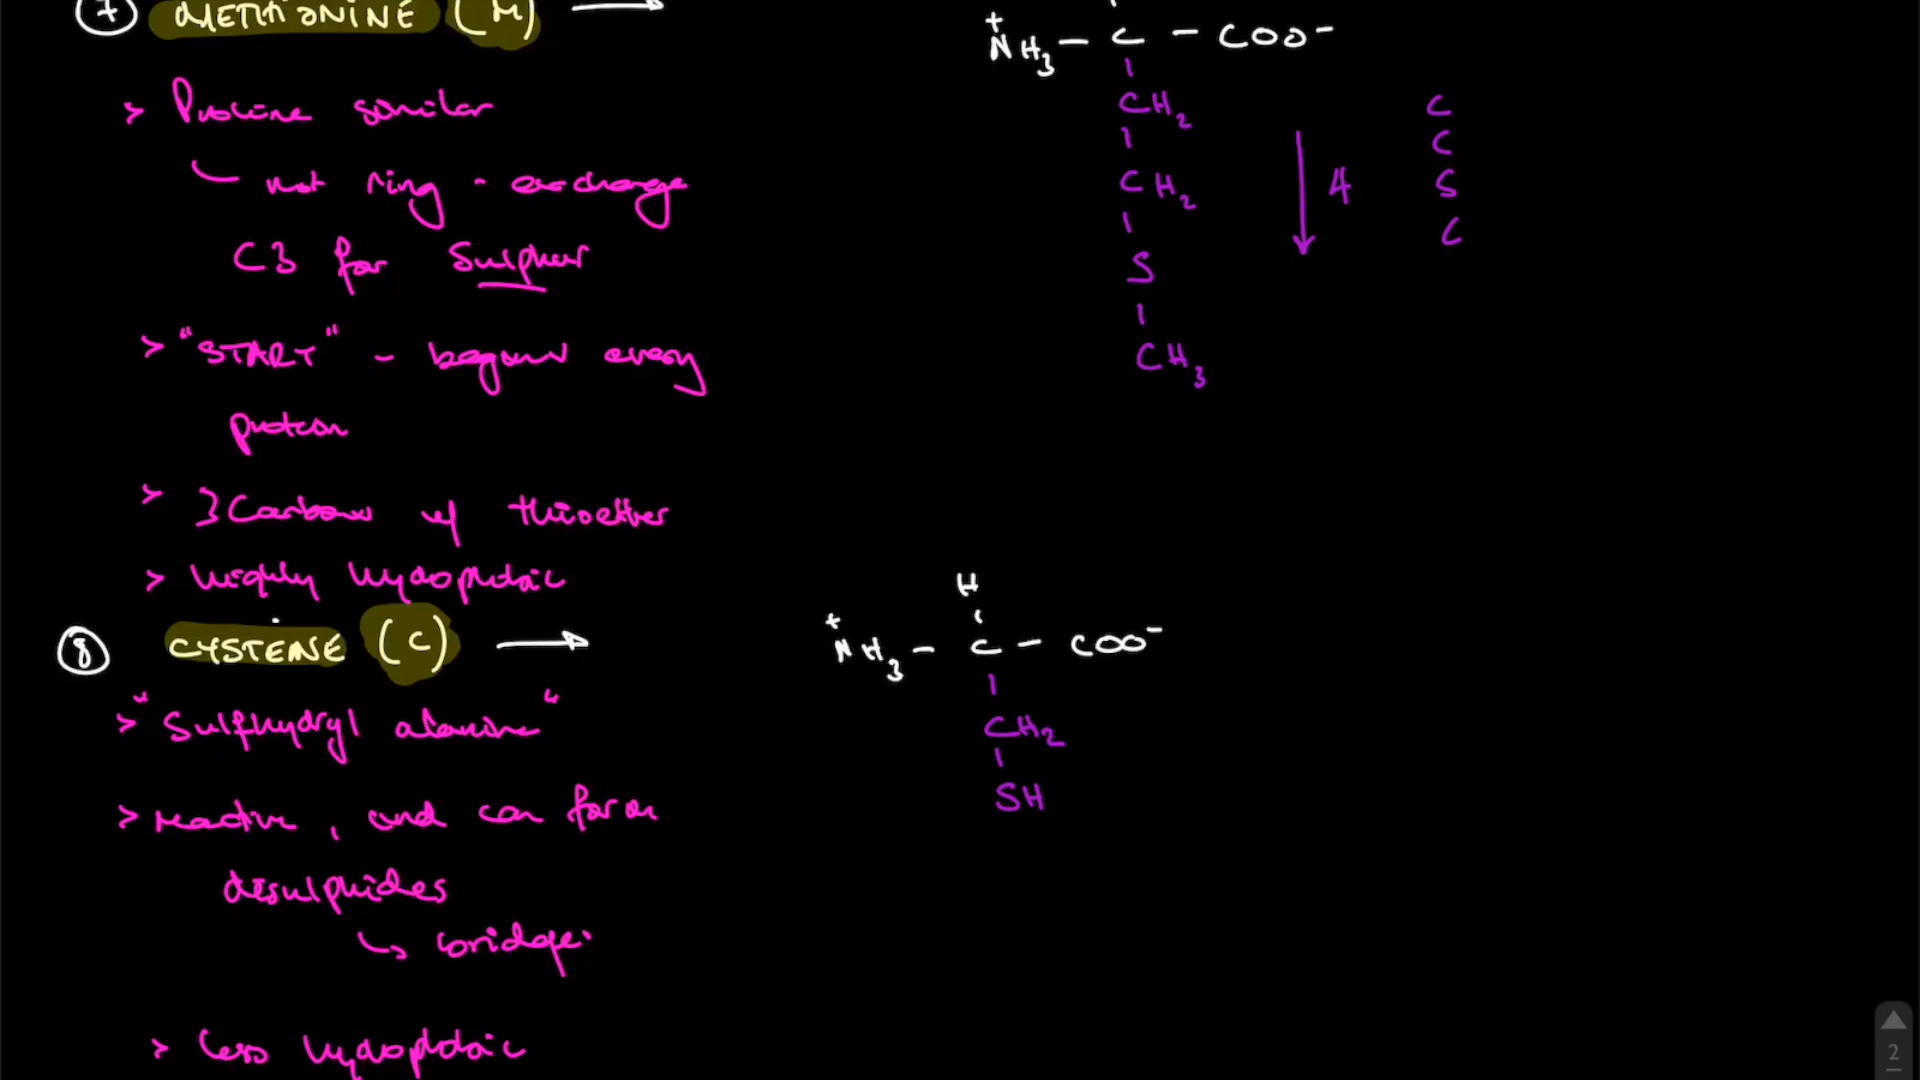 7 METHIONINE (M)
> Proline similar
not ring - exchange
C3 for Sulphur
> "START" - begins every
protein
> 3 Carbons w/ thioether
> highly hydrophobic
+
NH3 - C - COO-
CH2
CH2
S
CH3
4
C
C
S
C
8 CYSTEINE (C)
> "Sulfhydryl alanine"
> reactive, and can form
disulphides
↳ bridges
> less hydrophobic
H
+
NH3 - C - COO-
CH2
SH
2